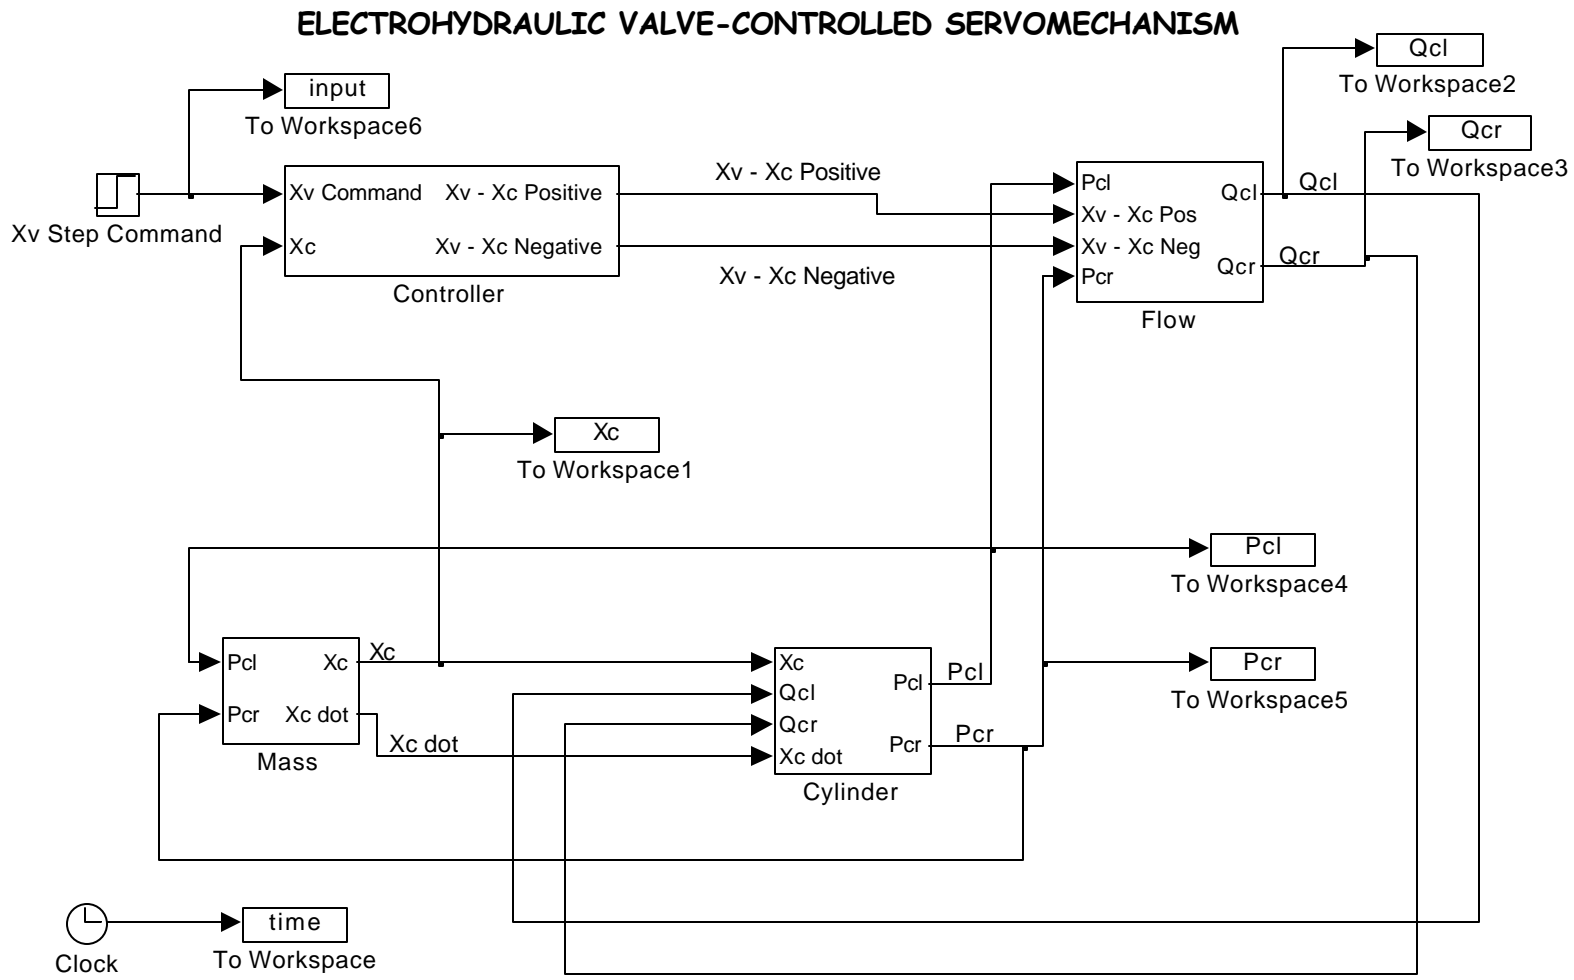 ELECTROHYDRAULIC VALVE-CONTROLLED SERVOMECHANISM
Qcl
To Workspace2
input
To Workspace6
Qcr
To Workspace3
Xv Step Command
Xv Command
Xc
Xv - Xc Positive
Xv - Xc Negative
Controller
Xv - Xc Positive
Xv - Xc Negative
Pcl
Xv - Xc Pos
Xv - Xc Neg
Pcr
Qcl
Qcr
Flow
Qcl
Qcr
Xc
To Workspace1
Pcl
To Workspace4
Pcl
Pcr
Xc
Xc dot
Mass
Xc
Xc dot
Xc
Qcl
Qcr
Xc dot
Pcl
Pcr
Cylinder
Pcl
Pcr
Pcr
To Workspace5
Clock
time
To Workspace